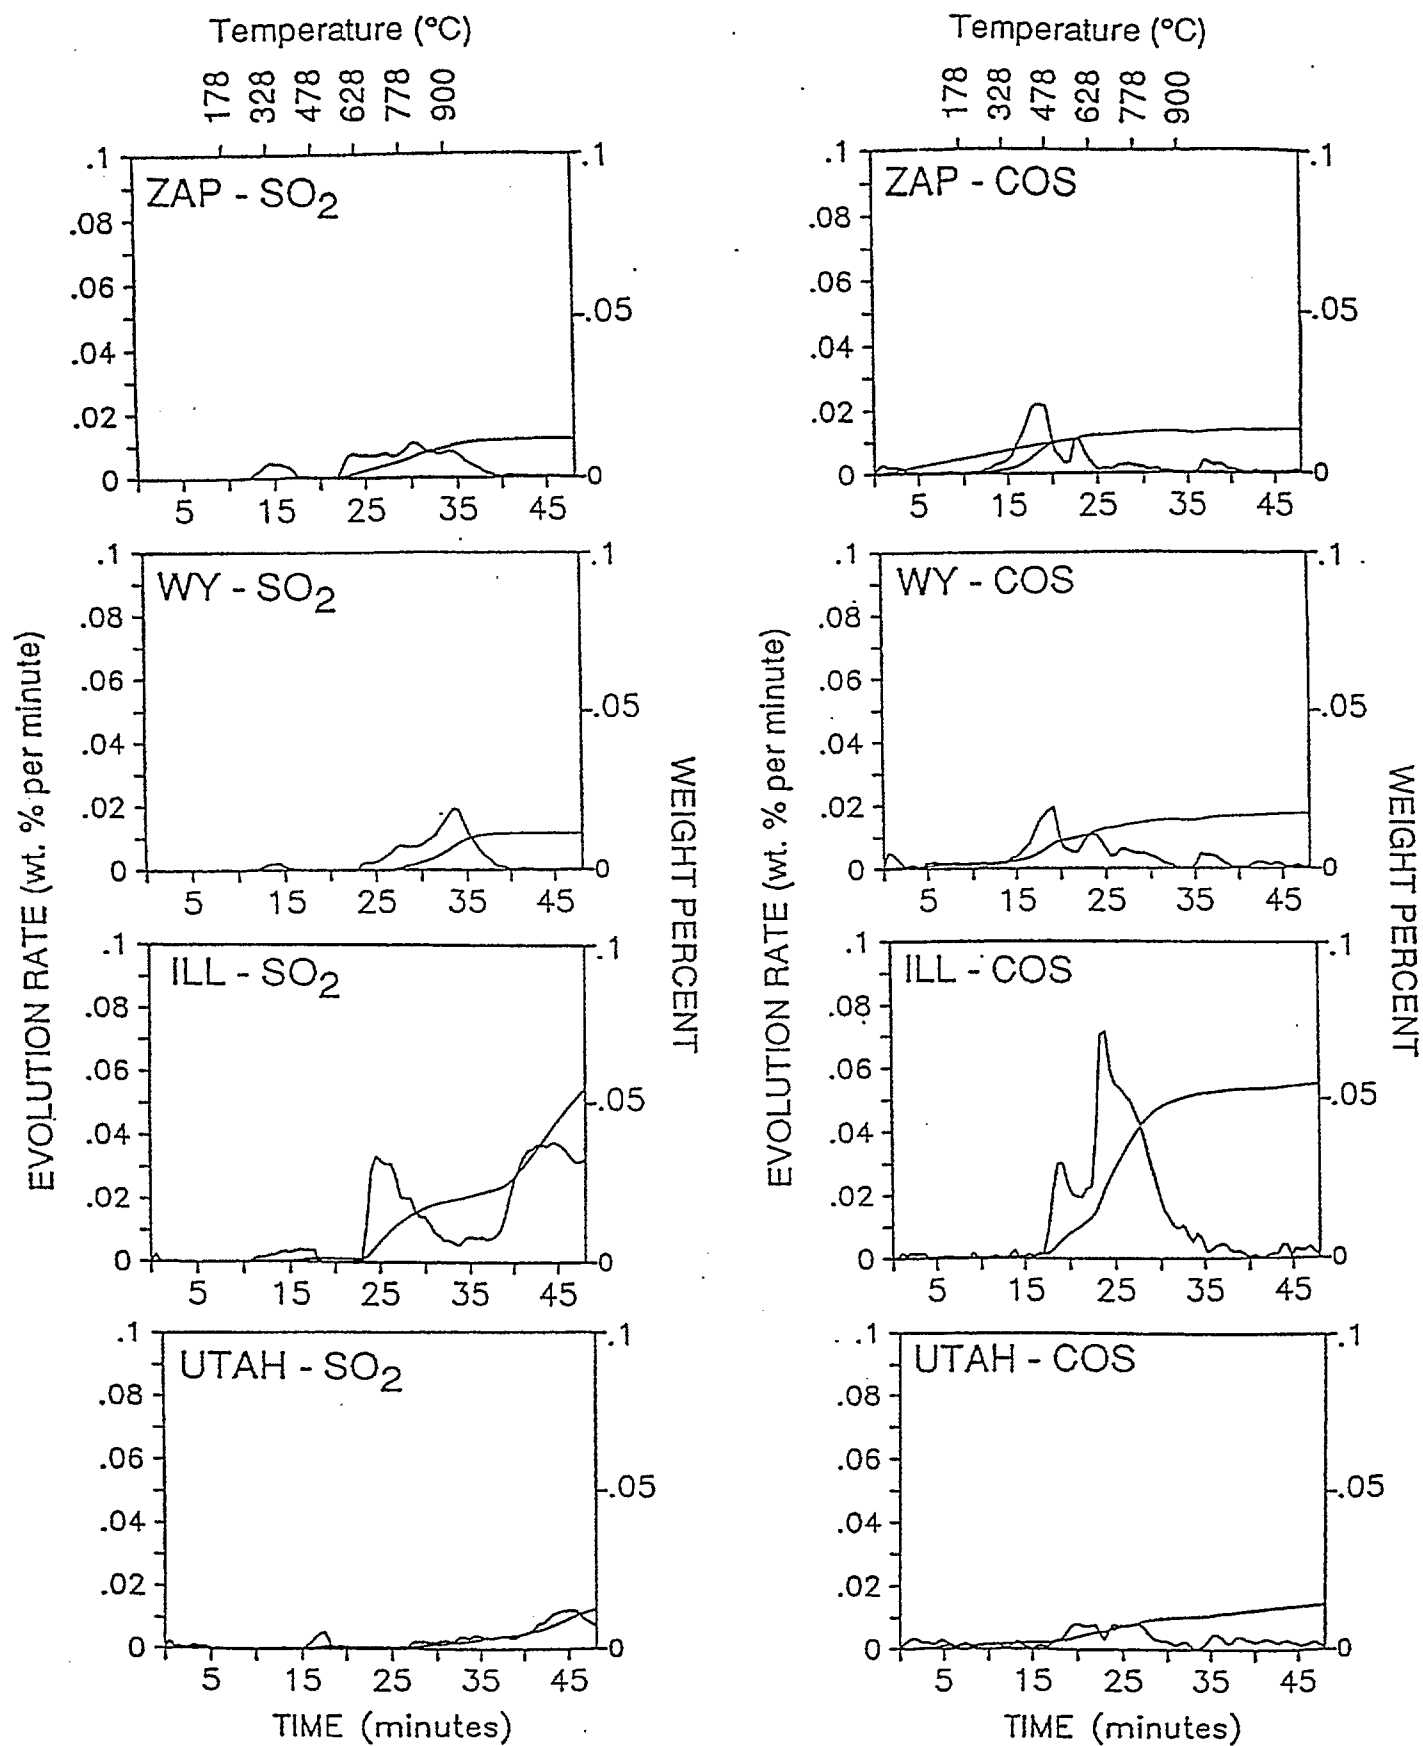 Temperature (°C)
178 328 478 628 778 900
.1 .08 .06 .04 .02 0
ZAP - SO2
.1 .05 0
5 15 25 35 45
Temperature (°C)
178 328 478 628 778 900
.1 .08 .06 .04 .02 0
ZAP - COS
.1 .05 0
5 15 25 35 45
.1 .08 .06 .04 .02 0
WY - SO2
.1 .05 0
5 15 25 35 45
.1 .08 .06 .04 .02 0
WY - COS
.1 .05 0
5 15 25 35 45
EVOLUTION RATE (wt. % per minute)
WEIGHT PERCENT
EVOLUTION RATE (wt. % per minute)
WEIGHT PERCENT
.1 .08 .06 .04 .02 0
ILL - SO2
.1 .05 0
5 15 25 35 45
.1 .08 .06 .04 .02 0
ILL - COS
.1 .05 0
5 15 25 35 45
.1 .08 .06 .04 .02 0
UTAH - SO2
.1 .05 0
5 15 25 35 45
TIME (minutes)
.1 .08 .06 .04 .02 0
UTAH - COS
.1 .05 0
5 15 25 35 45
TIME (minutes)